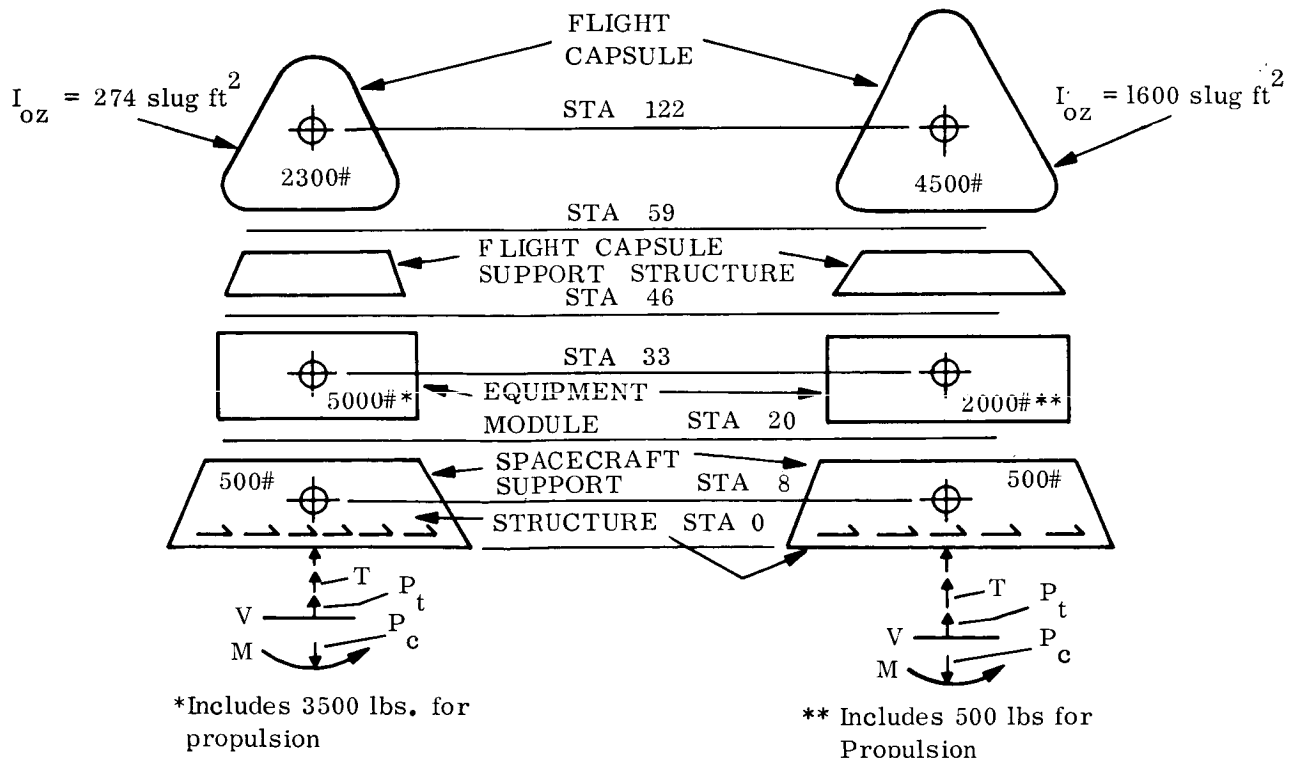 FLIGHT
CAPSULE
I_oz = 274 slug ft^2
I_oz = 1600 slug ft^2
STA 122
2300#
4500#
STA 59
FLIGHT CAPSULE
SUPPORT STRUCTURE
STA 46
STA 33
5000#*
EQUIPMENT
2000#**
MODULE STA 20
SPACECRAFT
500#
SUPPORT STA 8
500#
STRUCTURE STA 0
T
P_t
V
P_c
M
T
P_t
V
P_c
M
*Includes 3500 lbs. for
propulsion
** Includes 500 lbs for
Propulsion